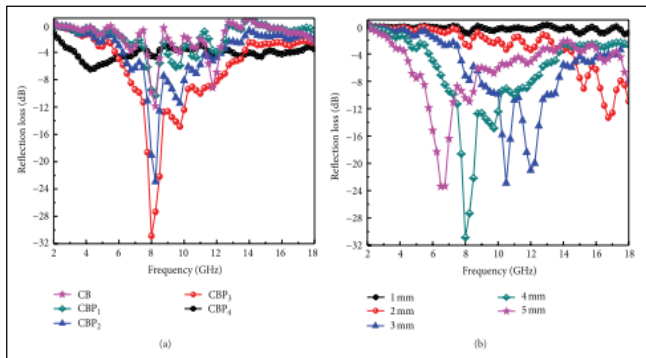 0
−4
−8
−12
−16
−20
−24
−28
−32
Reflection loss (dB)
2 4 6 8 10 12 14 16 18
Frequency (GHz)
CB
CBP1
CBP2
CBP3
CBP4
(a)
0
−4
−8
−12
−16
−20
−24
−28
−32
Reflection loss (dB)
2 4 6 8 10 12 14 16 18
Frequency (GHz)
1 mm
2 mm
3 mm
4 mm
5 mm
(b)